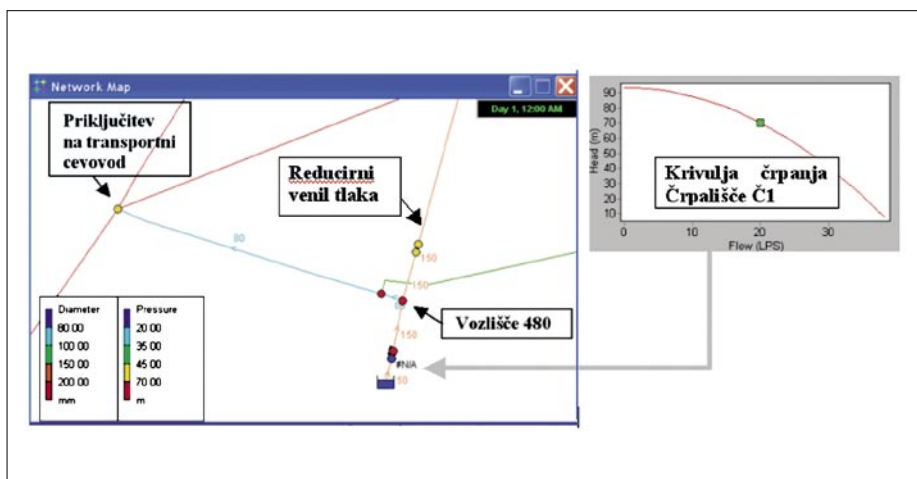 Network Map
Day 1, 12:00 AM
Priključitev
na transportni
cevovod
Reducirni
venil tlaka
80
150
150
Vozlišče 480
150
#N/A
Diameter
80.00
100.00
150.00
200.00
mm
Pressure
20.00
35.00
45.00
70.00
m
Head (m)
90
80
70
60
50
40
30
20
10
Krivulja črpanja
Črpališče Č1
0
10
20
30
Flow (LPS)